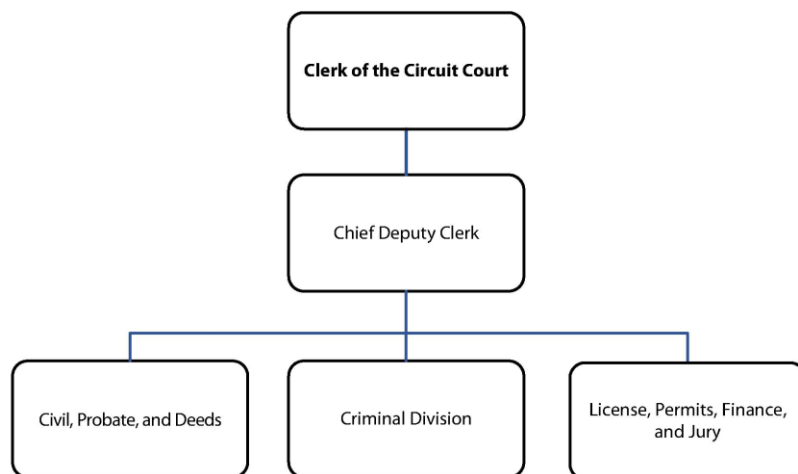 Clerk of the Circuit Court
Chief Deputy Clerk
Civil, Probate, and Deeds
Criminal Division
License, Permits, Finance,
and Jury